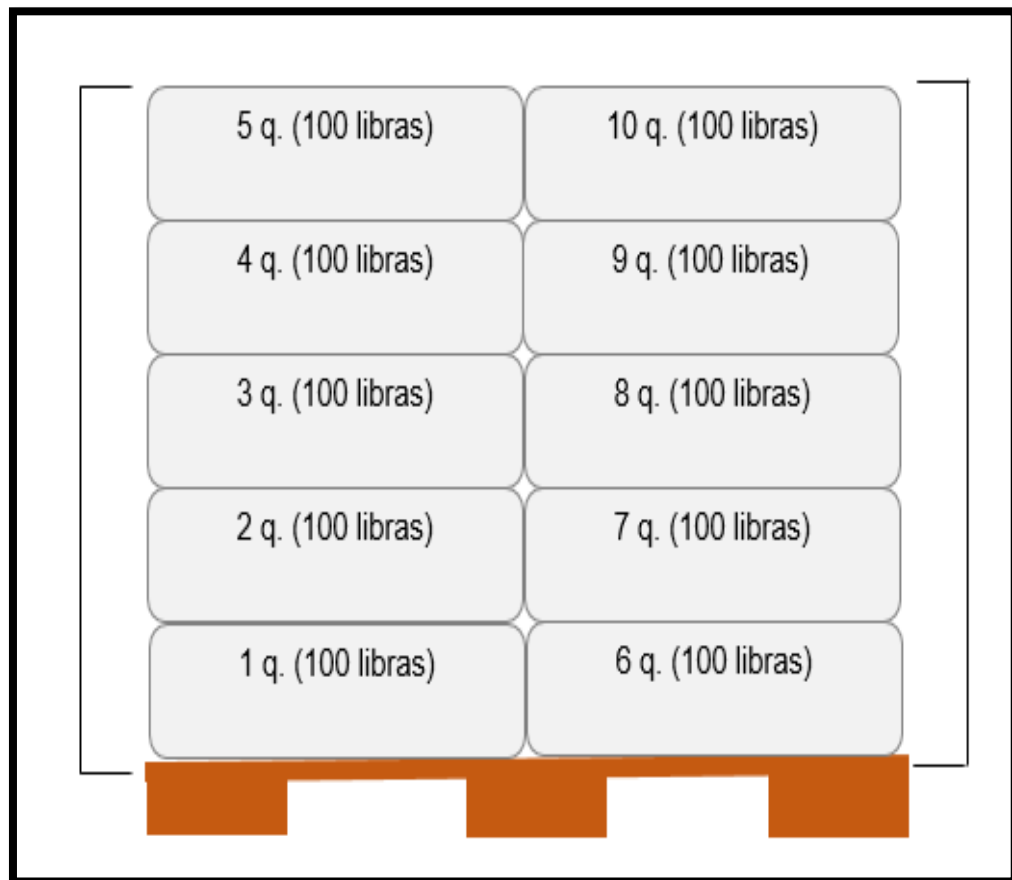 5 q. (100 libras)
10 q. (100 libras)
4 q. (100 libras)
9 q. (100 libras)
3 q. (100 libras)
8 q. (100 libras)
2 q. (100 libras)
7 q. (100 libras)
1 q. (100 libras)
6 q. (100 libras)